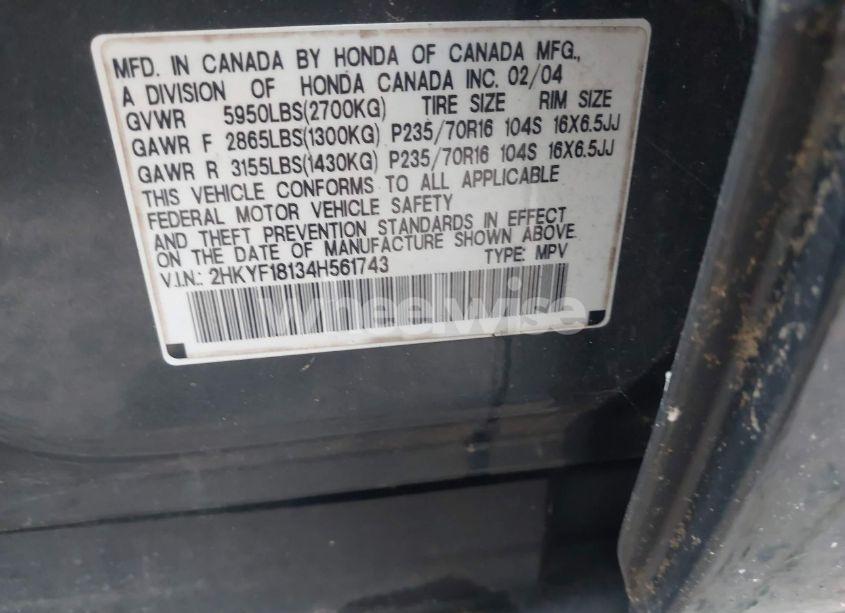 MFD. IN CANADA BY HONDA OF CANADA MFG.,
A DIVISION OF HONDA CANADA INC. 02/04
GVWR 5950LBS(2700KG) TIRE SIZE RIM SIZE
GAWR F 2865LBS(1300KG) P235/70R16 104S 16X6.5JJ
GAWR R 3155LBS(1430KG) P235/70R16 104S 16X6.5JJ
THIS VEHICLE CONFORMS TO ALL APPLICABLE
FEDERAL MOTOR VEHICLE SAFETY
AND THEFT PREVENTION STANDARDS IN EFFECT
ON THE DATE OF MANUFACTURE SHOWN ABOVE.
V.I.N.: 2HKYF18134H561743 TYPE: MPV
wheelwise